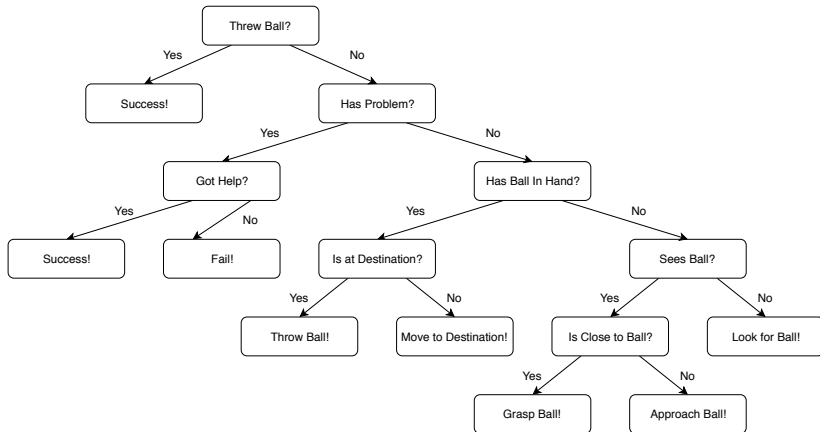 Threw Ball?
Yes
No
Success!
Has Problem?
Yes
No
Got Help?
Has Ball In Hand?
Yes
No
Yes
No
Success!
Fail!
Is at Destination?
Sees Ball?
Yes
No
Yes
No
Throw Ball!
Move to Destination!
Is Close to Ball?
Look for Ball!
Yes
No
Grasp Ball!
Approach Ball!